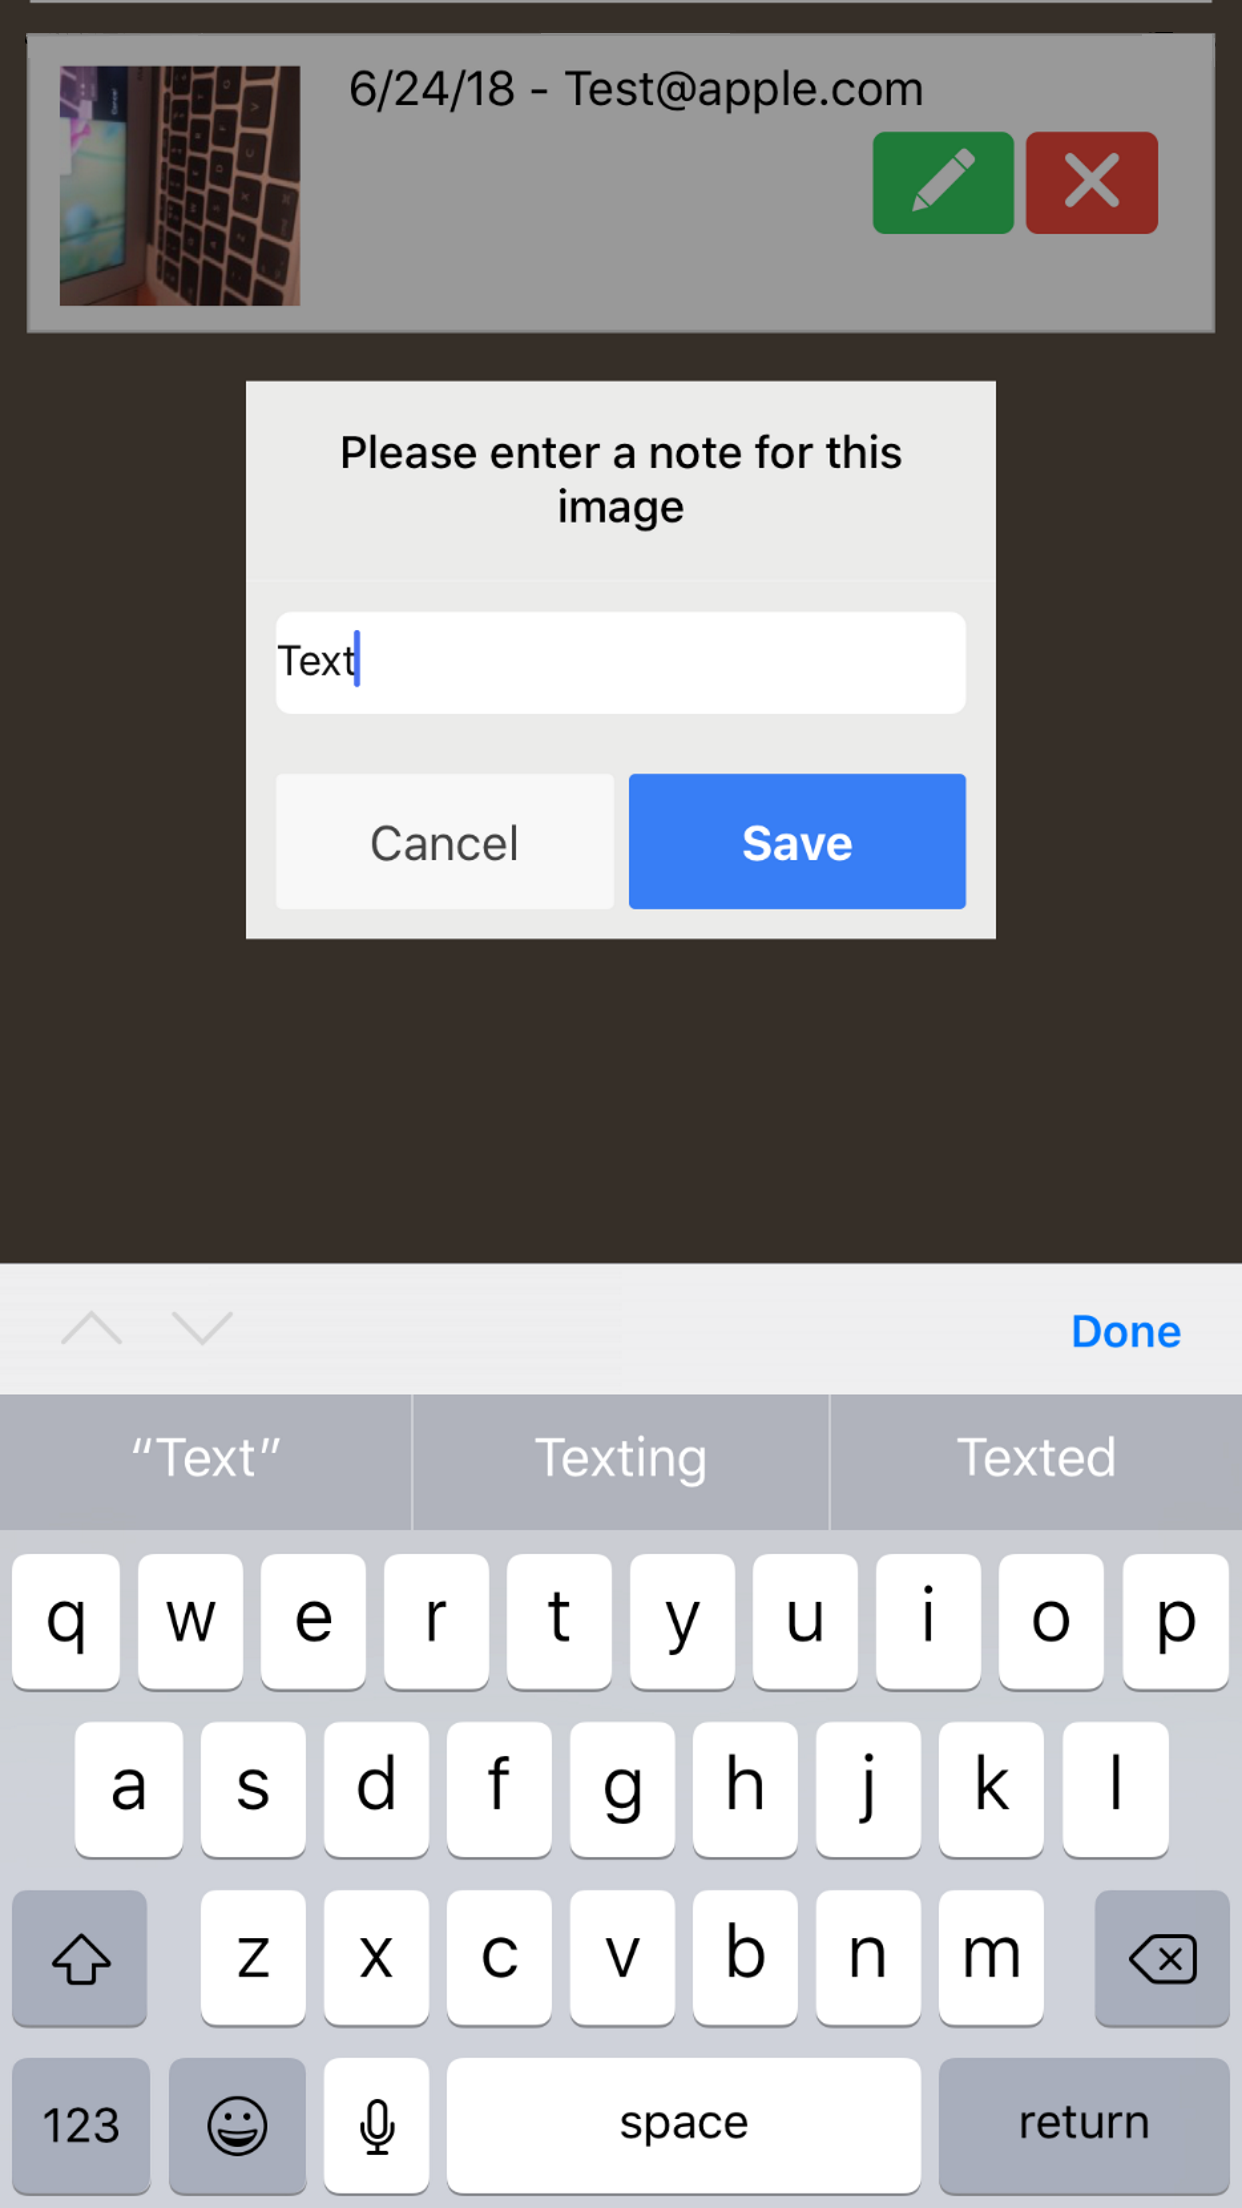 6/24/18 - Test@apple.com
Please enter a note for this
image
Text
Cancel Save
Done
“Text” Texting Texted
q w e r t y u i o p
a s d f g h j k l
z x c v b n m
123 space return